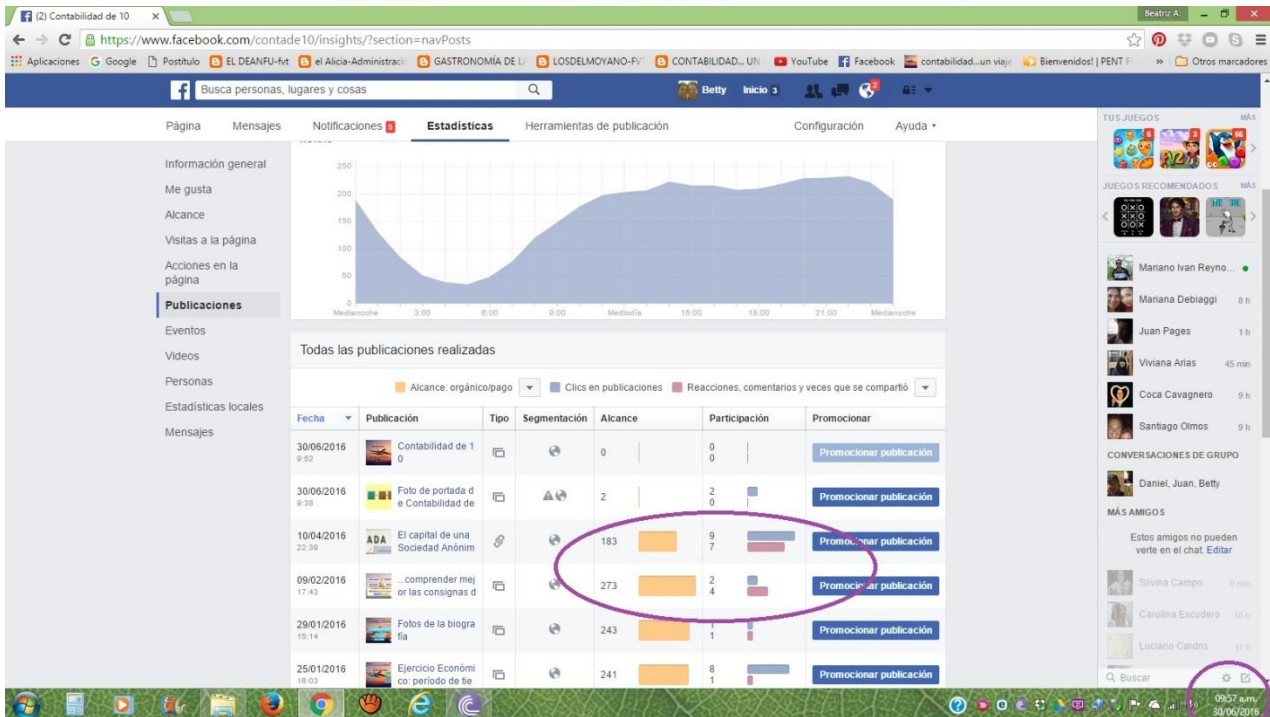 (2) Contabilidad de 10
Beatriz A.
https://www.facebook.com/contade10/insights/?section=navPosts
Aplicaciones Google Postítulo EL DEANFU-fvt el Alicia-Administraci GASTRONOMÍA DE L LOSDELMOYANO-FV CONTABILIDAD... UN YouTube Facebook contabilidad...un viaje Bienvenidos! | PENT F » Otros marcadores
Busca personas, lugares y cosas
Betty Inicio 3 2
Página Mensajes Notificaciones 5 Estadísticas Herramientas de publicación Configuración Ayuda
Información general
Me gusta
Alcance
Visitas a la página
Acciones en la
página
Publicaciones
Eventos
Videos
Personas
Estadísticas locales
Mensajes
250
200
150
100
50
0
Medianoche 3:00 6:00 9:00 Mediodía 15:00 18:00 21:00 Medianoche
Todas las publicaciones realizadas
Alcance: orgánico/pago Clics en publicaciones Reacciones, comentarios y veces que se compartió
Fecha Publicación Tipo Segmentación Alcance Participación Promocionar
30/06/2016 Contabilidad de 1
9:52 0
0
0
0
Promocionar publicación
30/06/2016 Foto de portada d
9:38 e Contabilidad de
2
2
0
Promocionar publicación
10/04/2016 ADA El capital de una
22:39 Sociedad Anónim
183
9
7
Promocionar publicación
09/02/2016 ...comprender mej
17:43 or las consignas d
273
2
4
Promocionar publicación
29/01/2016 Fotos de la biogra
15:14 fía
243
1
1
Promocionar publicación
25/01/2016 Ejercicio Económi
18:03 co: período de tie
241
8
1
Promocionar publicación
TUS JUEGOS MÁS
6 3 66
JUEGOS RECOMENDADOS MÁS
Mariano Ivan Reyno...
Mariana Debiaggi 8 h
Juan Pages 1 h
Viviana Arias 45 min
Coca Cavagnero 9 h
Santiago Olmos 9 h
CONVERSACIONES DE GRUPO
Daniel, Juan, Betty
MÁS AMIGOS
Estos amigos no pueden
verte en el chat. Editar
Silvina Campo
Carolina Escudero 10 h
Luciano Cardns 11 h
Buscar
09:57 a.m.
30/06/2016